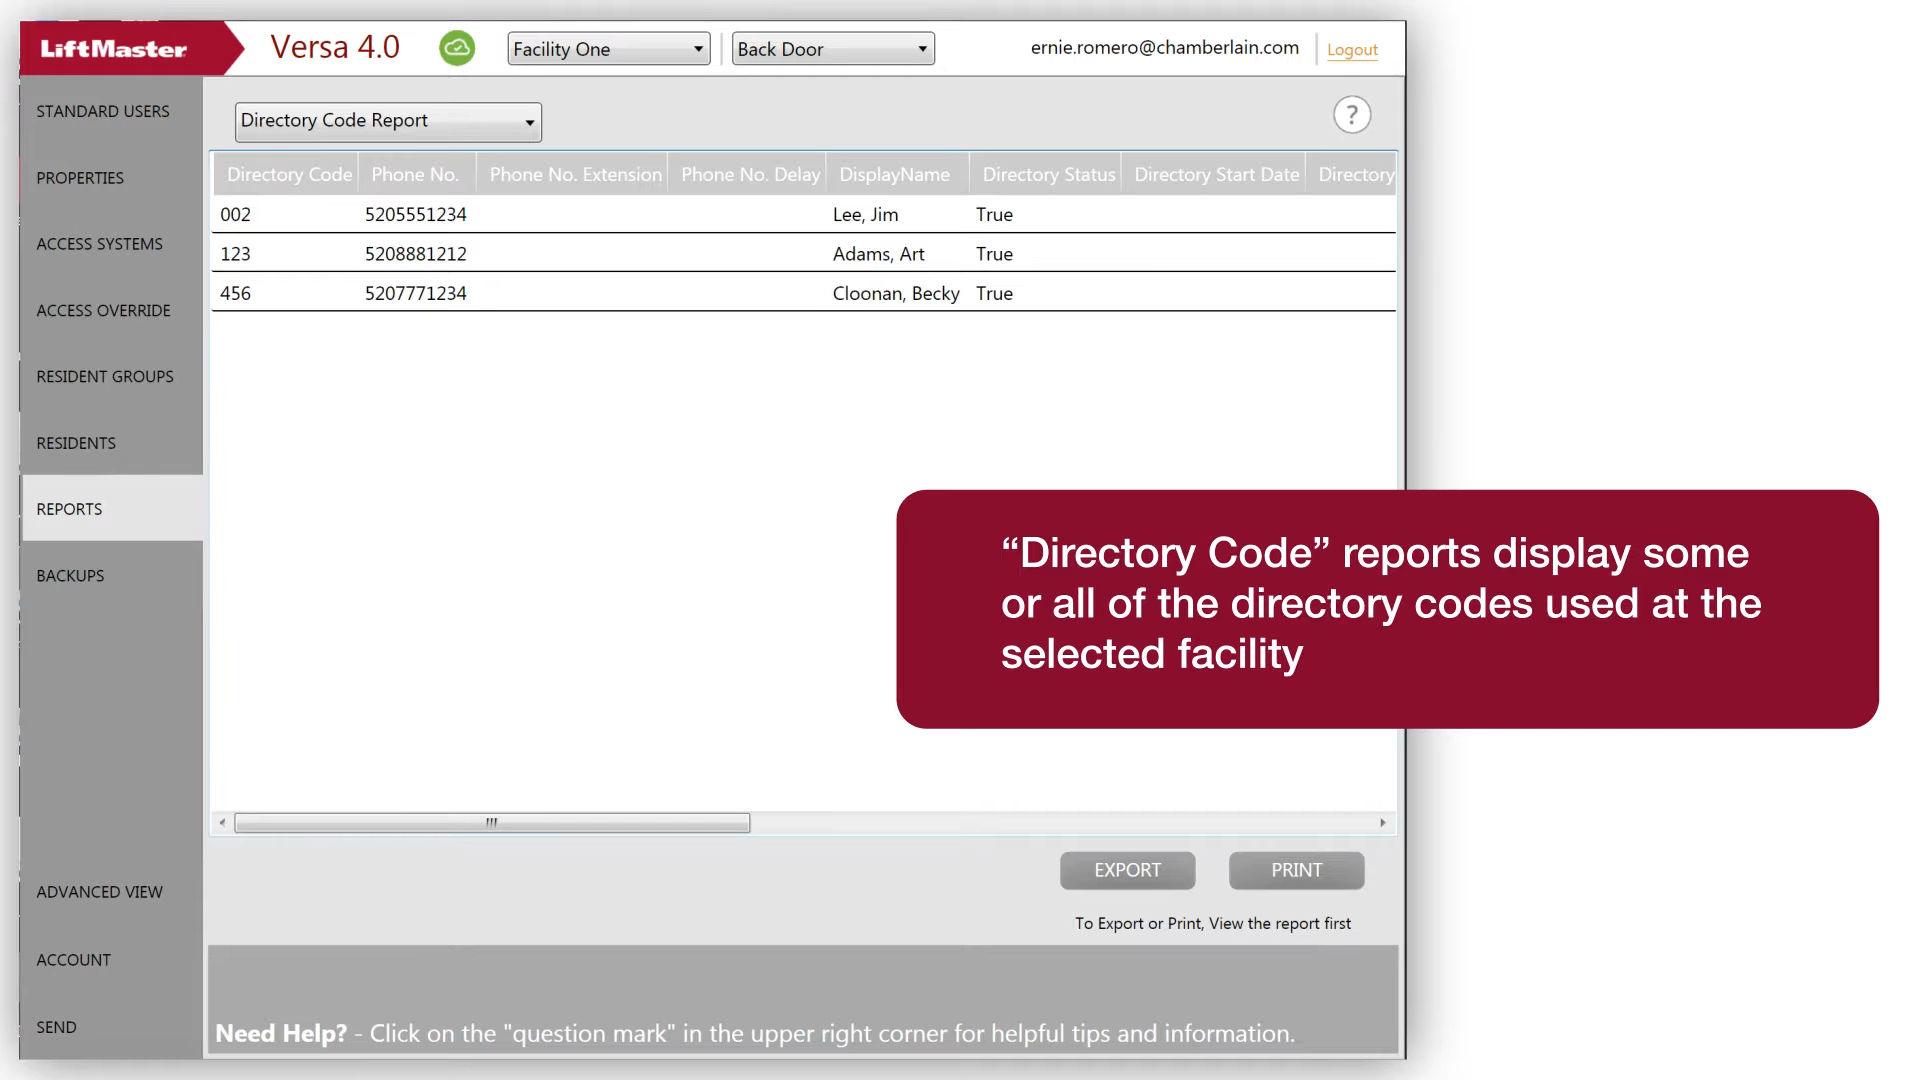 LiftMaster Versa 4.0 Facility One Back Door ernie.romero@chamberlain.com Logout
STANDARD USERS
PROPERTIES
ACCESS SYSTEMS
ACCESS OVERRIDE
RESIDENT GROUPS
RESIDENTS
REPORTS
BACKUPS
ADVANCED VIEW
ACCOUNT
SEND
Directory Code Report ?
Directory Code Phone No. Phone No. Extension Phone No. Delay DisplayName Directory Status Directory Start Date Directory
002 5205551234 Lee, Jim True
123 5208881212 Adams, Art True
456 5207771234 Cloonan, Becky True
“Directory Code” reports display some
or all of the directory codes used at the
selected facility
EXPORT PRINT
To Export or Print, View the report first
Need Help? - Click on the "question mark" in the upper right corner for helpful tips and information.